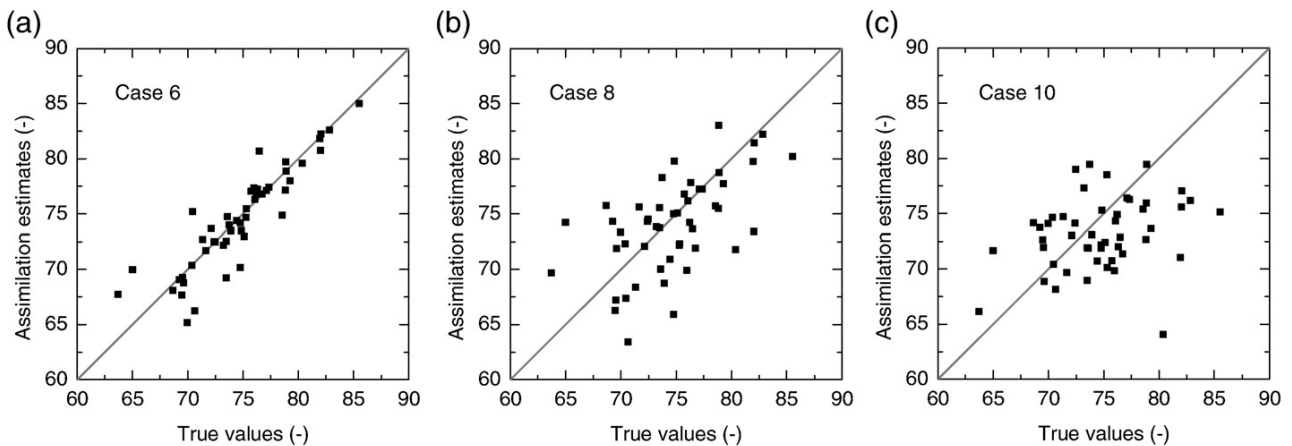 (a)
Case 6
Assimilation estimates (-)
90
85
80
75
70
65
60
60 65 70 75 80 85 90
True values (-)
(b)
Case 8
Assimilation estimates (-)
90
85
80
75
70
65
60
60 65 70 75 80 85 90
True values (-)
(c)
Case 10
Assimilation estimates (-)
90
85
80
75
70
65
60
60 65 70 75 80 85 90
True values (-)